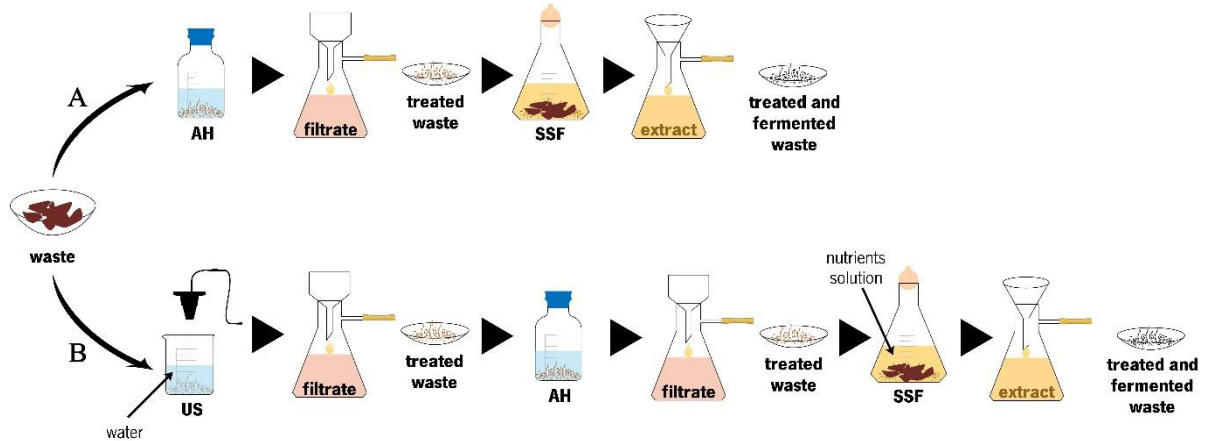 A
AH
filtrate
treated
waste
SSF
extract
treated and
fermented
waste
waste
B
water
US
filtrate
treated
waste
AH
filtrate
treated
waste
nutrients
solution
SSF
extract
treated and
fermented
waste